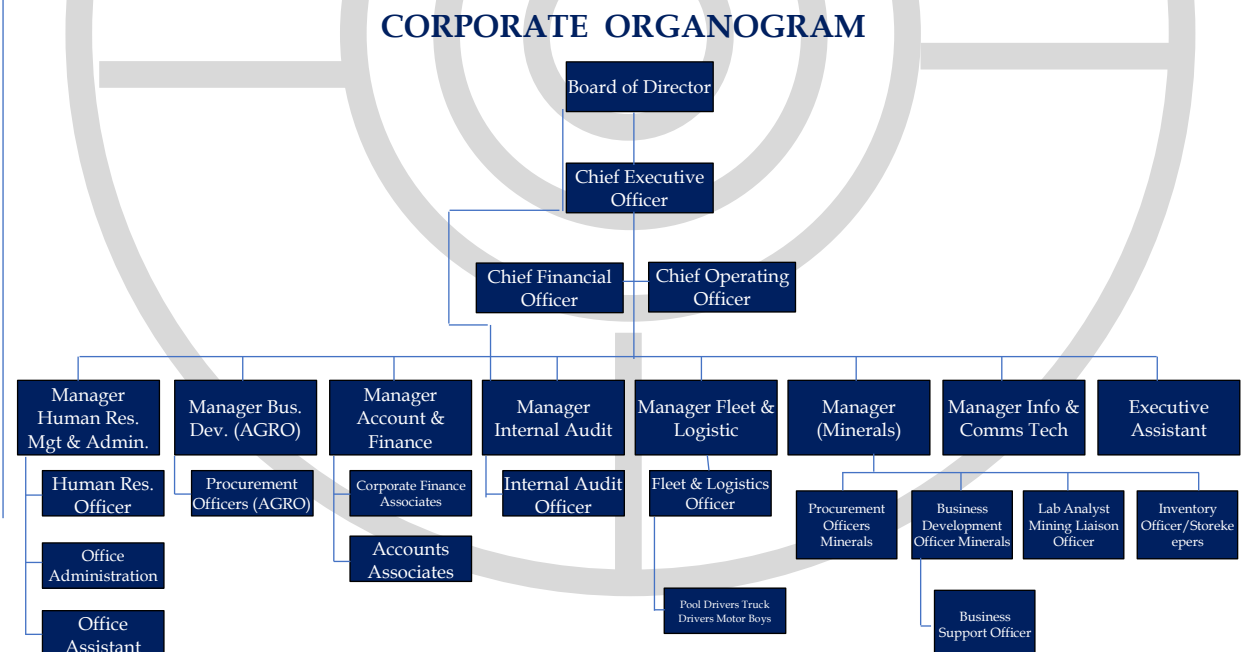 CORPORATE ORGANOGRAM
Board of Director
Chief Executive
Officer
Chief Financial
Officer
Chief Operating
Officer
Manager
Human Res.
Mgt & Admin.
Manager Bus.
Dev. (AGRO)
Manager
Account &
Finance
Manager
Internal Audit
Manager Fleet &
Logistic
Manager
(Minerals)
Manager Info &
Comms Tech
Executive
Assistant
Human Res.
Officer
Procurement
Officers (AGRO)
Corporate Finance
Associates
Internal Audit
Officer
Fleet & Logistics
Officer
Procurement
Officers
Minerals
Business
Development
Officer Minerals
Lab Analyst
Mining Liaison
Officer
Inventory
Officer/Storeke
epers
Office
Administration
Accounts
Associates
Pool Drivers Truck
Drivers Motor Boys
Business
Support Officer
Office
Assistant